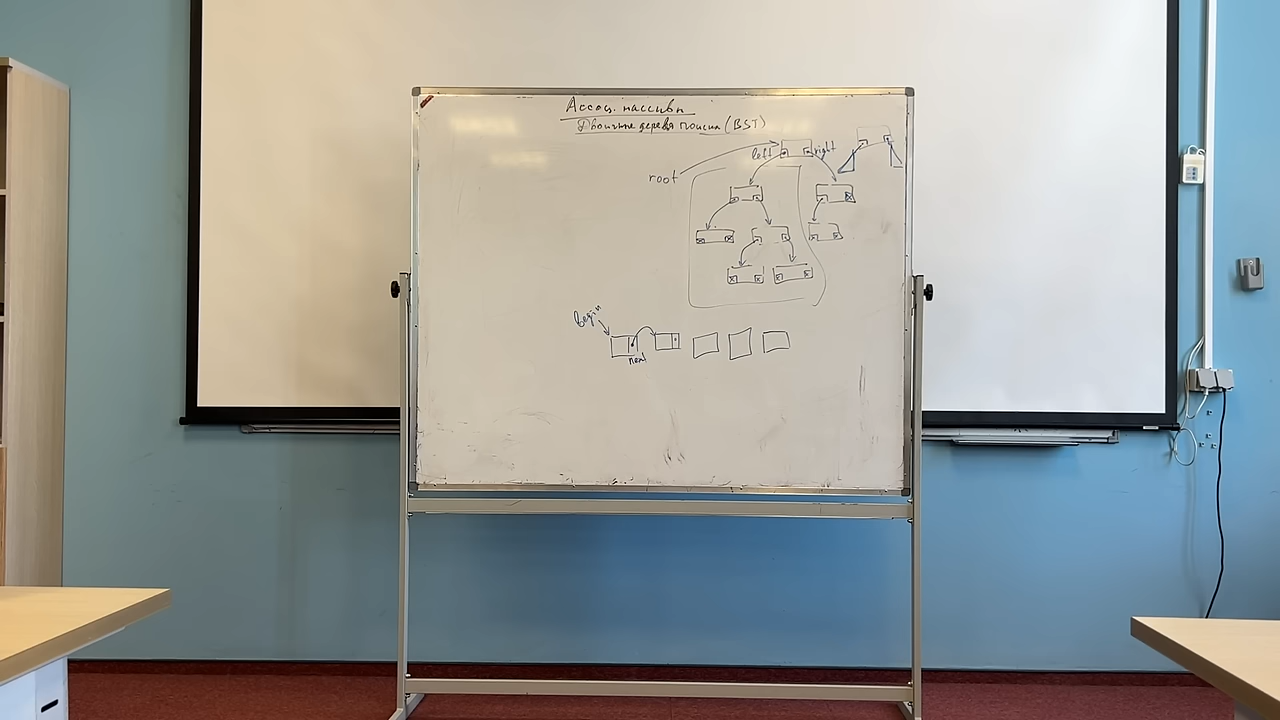 Ассоц. массивы
Двоичные деревья поиска (BST)
left right
root
Begin
next